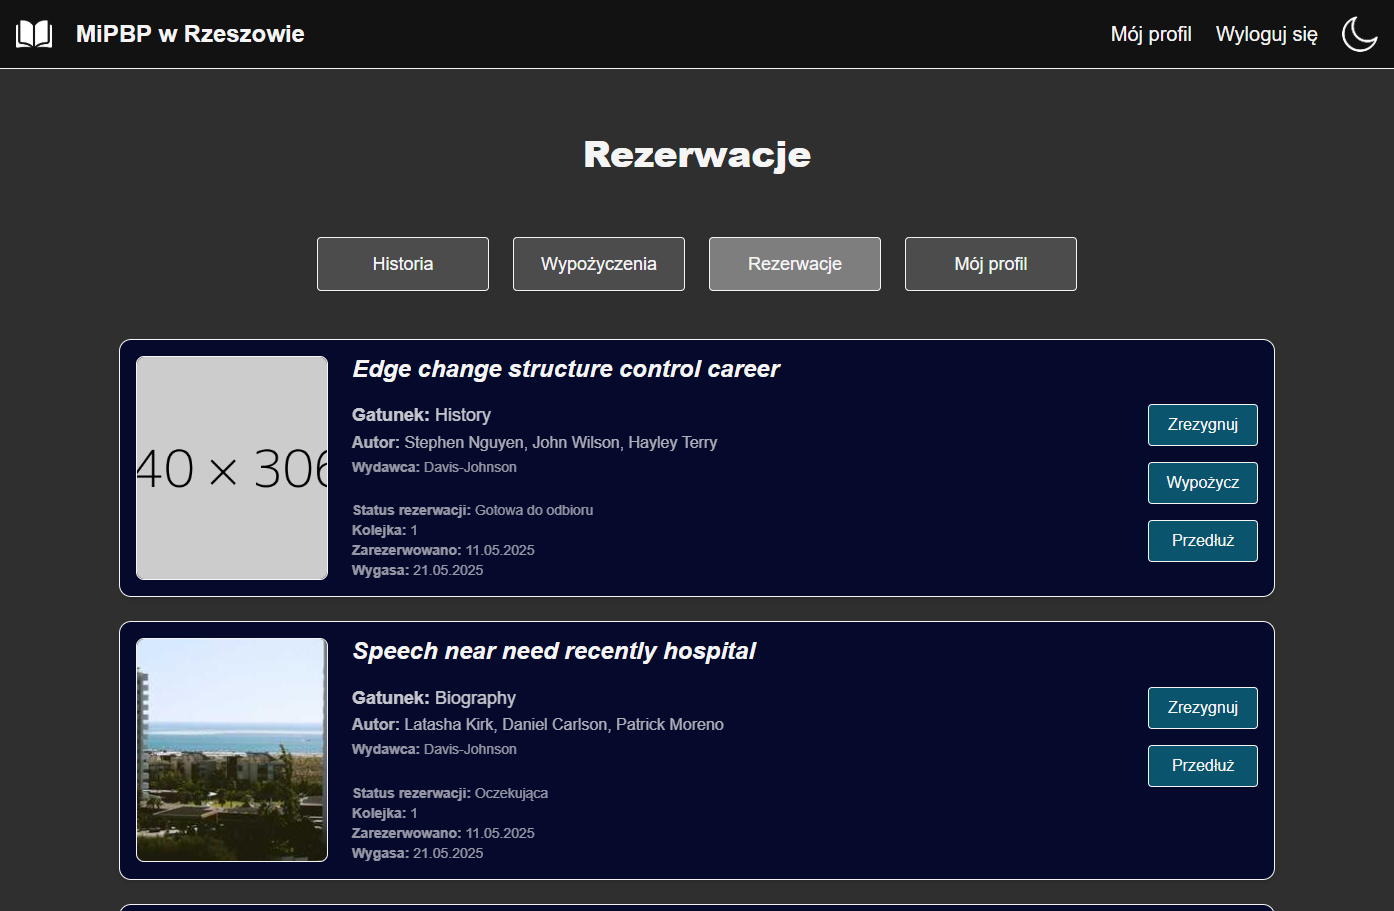 MiPBP w Rzeszowie
Mój profil
Wyloguj się
Rezerwacje
Historia
Wypożyczenia
Rezerwacje
Mój profil
40 × 306
Edge change structure control career
Gatunek: History
Autor: Stephen Nguyen, John Wilson, Hayley Terry
Wydawca: Davis-Johnson
Status rezerwacji: Gotowa do odbioru
Kolejka: 1
Zarezerwowano: 11.05.2025
Wygasa: 21.05.2025
Zrezygnuj
Wypożycz
Przedłuż
Speech near need recently hospital
Gatunek: Biography
Autor: Latasha Kirk, Daniel Carlson, Patrick Moreno
Wydawca: Davis-Johnson
Status rezerwacji: Oczekująca
Kolejka: 1
Zarezerwowano: 11.05.2025
Wygasa: 21.05.2025
Zrezygnuj
Przedłuż